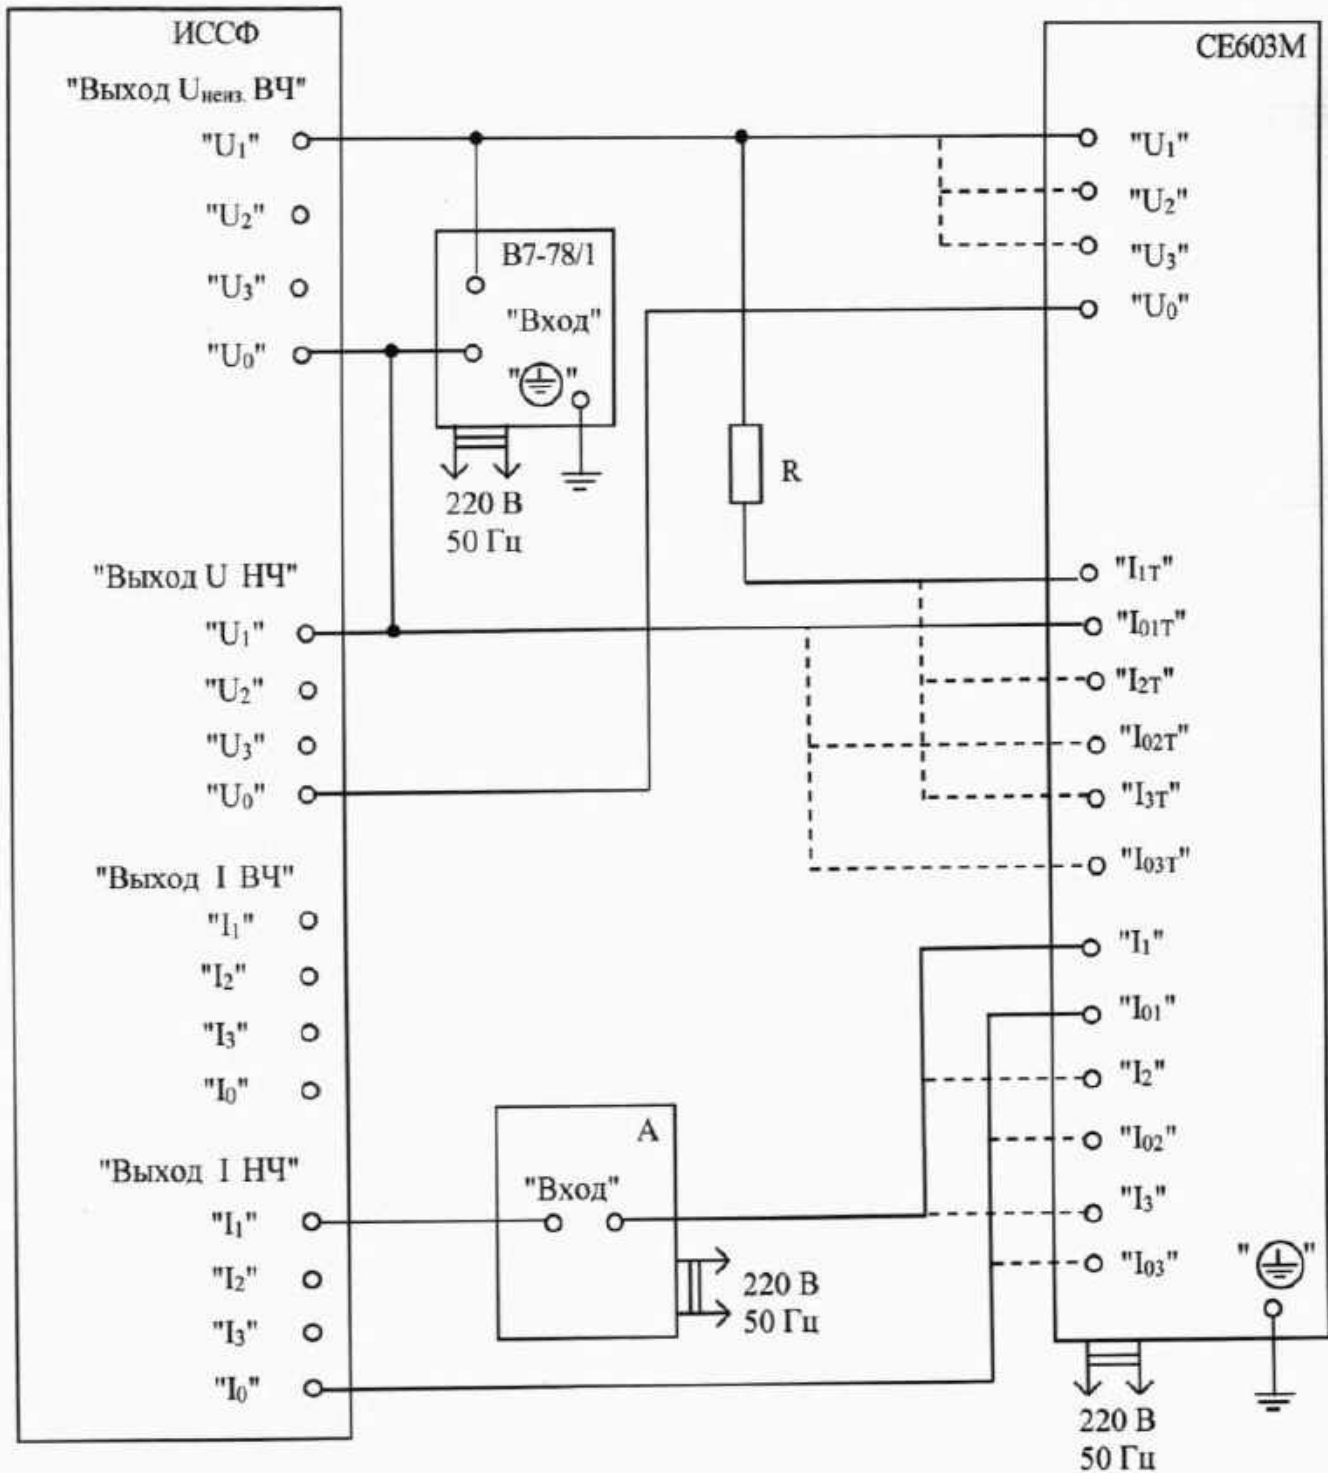 ИССФ
"Выход Uнеиз. ВЧ"
"U1"
"U2"
"U3"
"U0"
"Выход U НЧ"
"U1"
"U2"
"U3"
"U0"
"Выход I ВЧ"
"I1"
"I2"
"I3"
"I0"
"Выход I НЧ"
"I1"
"I2"
"I3"
"I0"
В7-78/1
"Вход"
" "
220 В
50 Гц
R
А
"Вход"
220 В
50 Гц
СЕ603М
"U1"
"U2"
"U3"
"U0"
"I1Т"
"I01Т"
"I2Т"
"I02Т"
"I3Т"
"I03Т"
"I1"
"I01"
"I2"
"I02"
"I3"
"I03"
" "
220 В
50 Гц